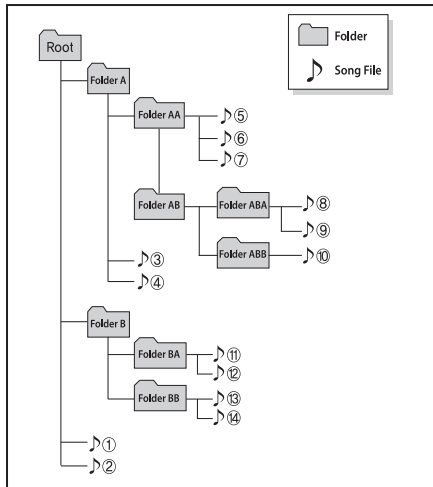 Root
Folder
Song File
Folder A
Folder AA
⑤
⑥
⑦
Folder AB
Folder ABA
⑧
⑨
Folder ABB
⑩
③
④
Folder B
Folder BA
⑪
⑫
Folder BB
⑬
⑭
①
②